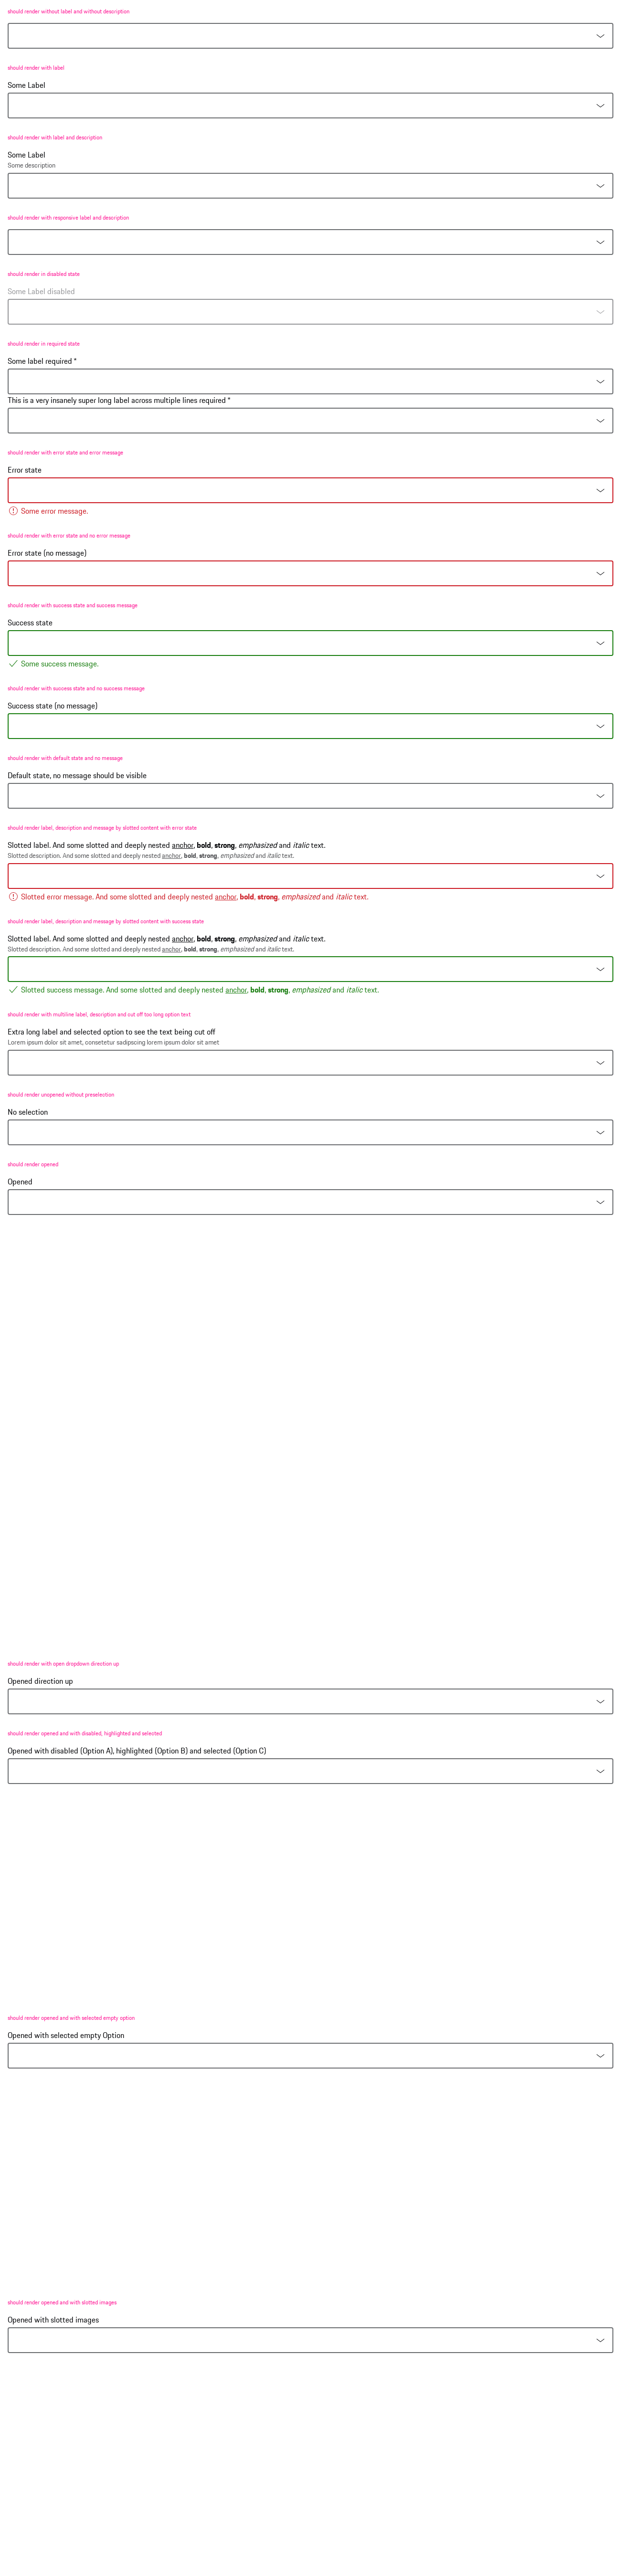 should render without label and without description
should render with label
Some Label
should render with label and description
Some Label
Some description
should render with responsive label and description
should render in disabled state
Some Label disabled
should render in required state
Some label required *
This is a very insanely super long label across multiple lines required *
should render with error state and error message
Error state
Some error message.
should render with error state and no error message
Error state (no message)
should render with success state and success message
Success state
Some success message.
should render with success state and no success message
Success state (no message)
should render with default state and no message
Default state, no message should be visible
should render label, description and message by slotted content with error state
Slotted label. And some slotted and deeply nested anchor, bold, strong, emphasized and italic text.
Slotted description. And some slotted and deeply nested anchor, bold, strong, emphasized and italic text.
Slotted error message. And some slotted and deeply nested anchor, bold, strong, emphasized and italic text.
should render label, description and message by slotted content with success state
Slotted label. And some slotted and deeply nested anchor, bold, strong, emphasized and italic text.
Slotted description. And some slotted and deeply nested anchor, bold, strong, emphasized and italic text.
Slotted success message. And some slotted and deeply nested anchor, bold, strong, emphasized and italic text.
should render with multiline label, description and cut off too long option text
Extra long label and selected option to see the text being cut off
Lorem ipsum dolor sit amet, consetetur sadipscing lorem ipsum dolor sit amet
should render unopened without preselection
No selection
should render opened
Opened
should render with open dropdown direction up
Opened direction up
should render opened and with disabled, highlighted and selected
Opened with disabled (Option A), highlighted (Option B) and selected (Option C)
should render opened and with selected empty option
Opened with selected empty Option
should render opened and with slotted images
Opened with slotted images